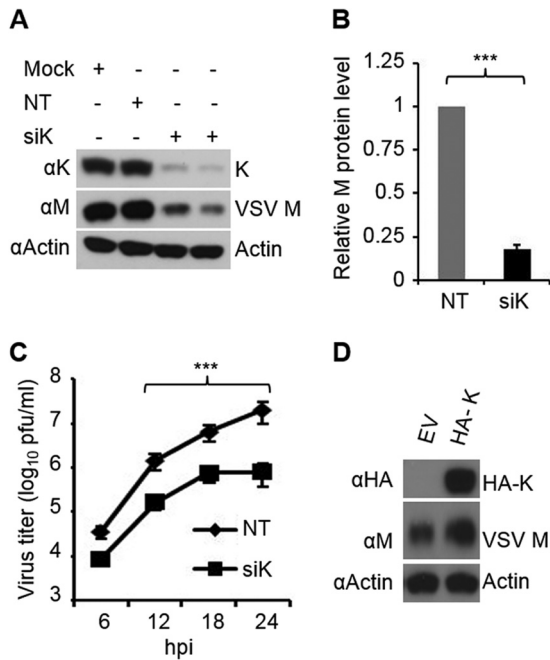 A
Mock + - - -
NT - + - -
siK - - + +
αK K
αM VSV M
αActin Actin
B
***
Relative M protein level
1
0.75
0.5
0.25
0
NT siK
C
***
Virus titer (log10 pfu/ml)
8
7
6
5
4
3
NT
siK
6 12 18 24
hpi
D
EV HA- K
αHA HA-K
αM VSV M
αActin Actin